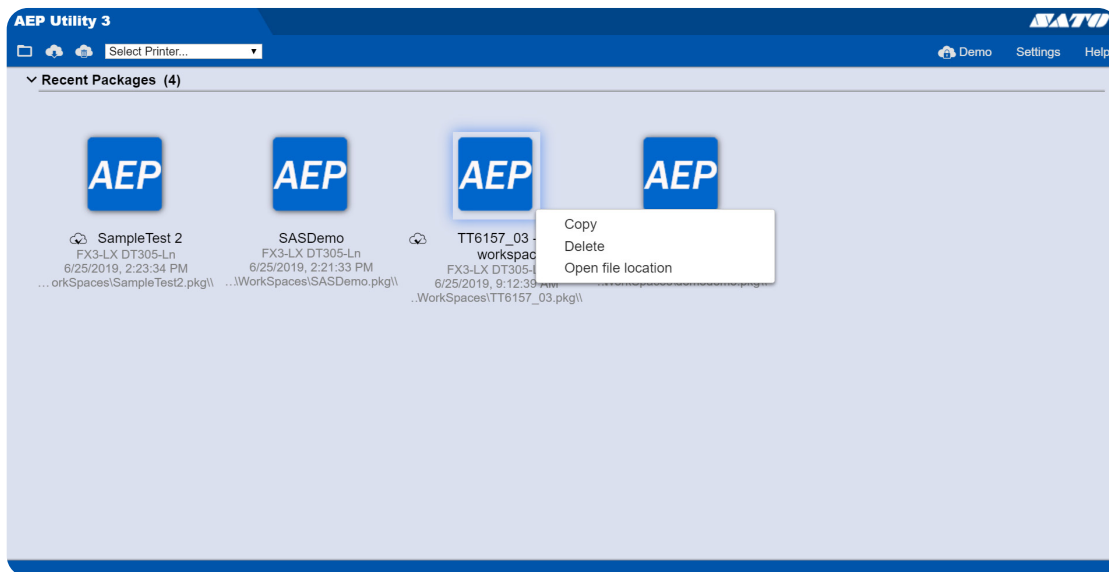 AEP Utility 3
SATO
Select Printer...
Demo Settings Help
Recent Packages (4)
AEP AEP AEP AEP
SampleTest 2
FX3-LX DT305-Ln
6/25/2019, 2:23:34 PM
...orkSpaces\SampleTest2.pkg\\
SASDemo
FX3-LX DT305-Ln
6/25/2019, 2:21:33 PM
...\WorkSpaces\SASDemo.pkg\\
TT6157_03 -
workspac
FX3-LX DT305-L
6/25/2019, 9:12:39 AM
..WorkSpaces\TT6157_03.pkg\\
Copy
Delete
Open file location